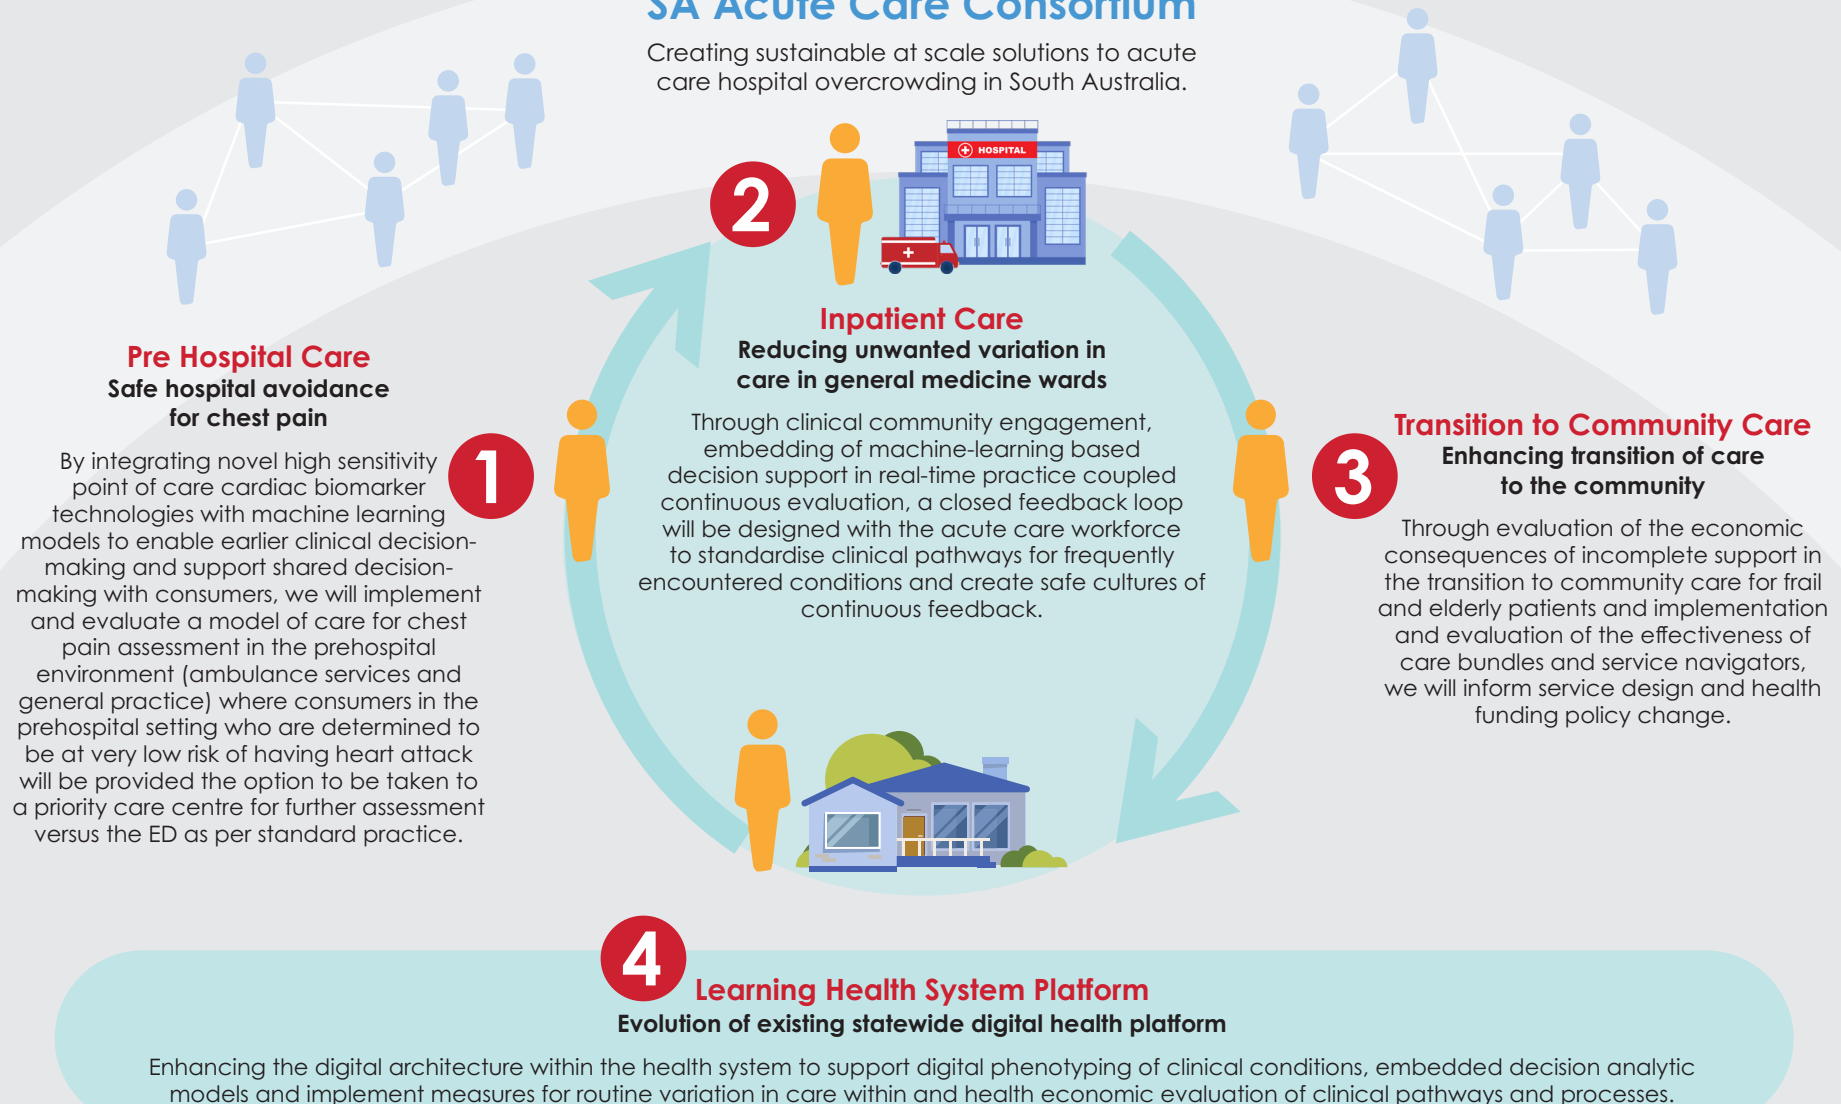 SA Acute Care Consortium
Creating sustainable at scale solutions to acute
care hospital overcrowding in South Australia.
HOSPITAL
2
Inpatient Care
Reducing unwanted variation in
care in general medicine wards
Through clinical community engagement,
embedding of machine-learning based
decision support in real-time practice coupled
continuous evaluation, a closed feedback loop
will be designed with the acute care workforce
to standardise clinical pathways for frequently
encountered conditions and create safe cultures of
continuous feedback.
Pre Hospital Care
Safe hospital avoidance
for chest pain
1
By integrating novel high sensitivity
point of care cardiac biomarker
technologies with machine learning
models to enable earlier clinical decision-
making and support shared decision-
making with consumers, we will implement
and evaluate a model of care for chest
pain assessment in the prehospital
environment (ambulance services and
general practice) where consumers in the
prehospital setting who are determined to
be at very low risk of having heart attack
will be provided the option to be taken to
a priority care centre for further assessment
versus the ED as per standard practice.
3
Transition to Community Care
Enhancing transition of care
to the community
Through evaluation of the economic
consequences of incomplete support in
the transition to community care for frail
and elderly patients and implementation
and evaluation of the effectiveness of
care bundles and service navigators,
we will inform service design and health
funding policy change.
4
Learning Health System Platform
Evolution of existing statewide digital health platform
Enhancing the digital architecture within the health system to support digital phenotyping of clinical conditions, embedded decision analytic
models and implement measures for routine variation in care within and health economic evaluation of clinical pathways and processes.